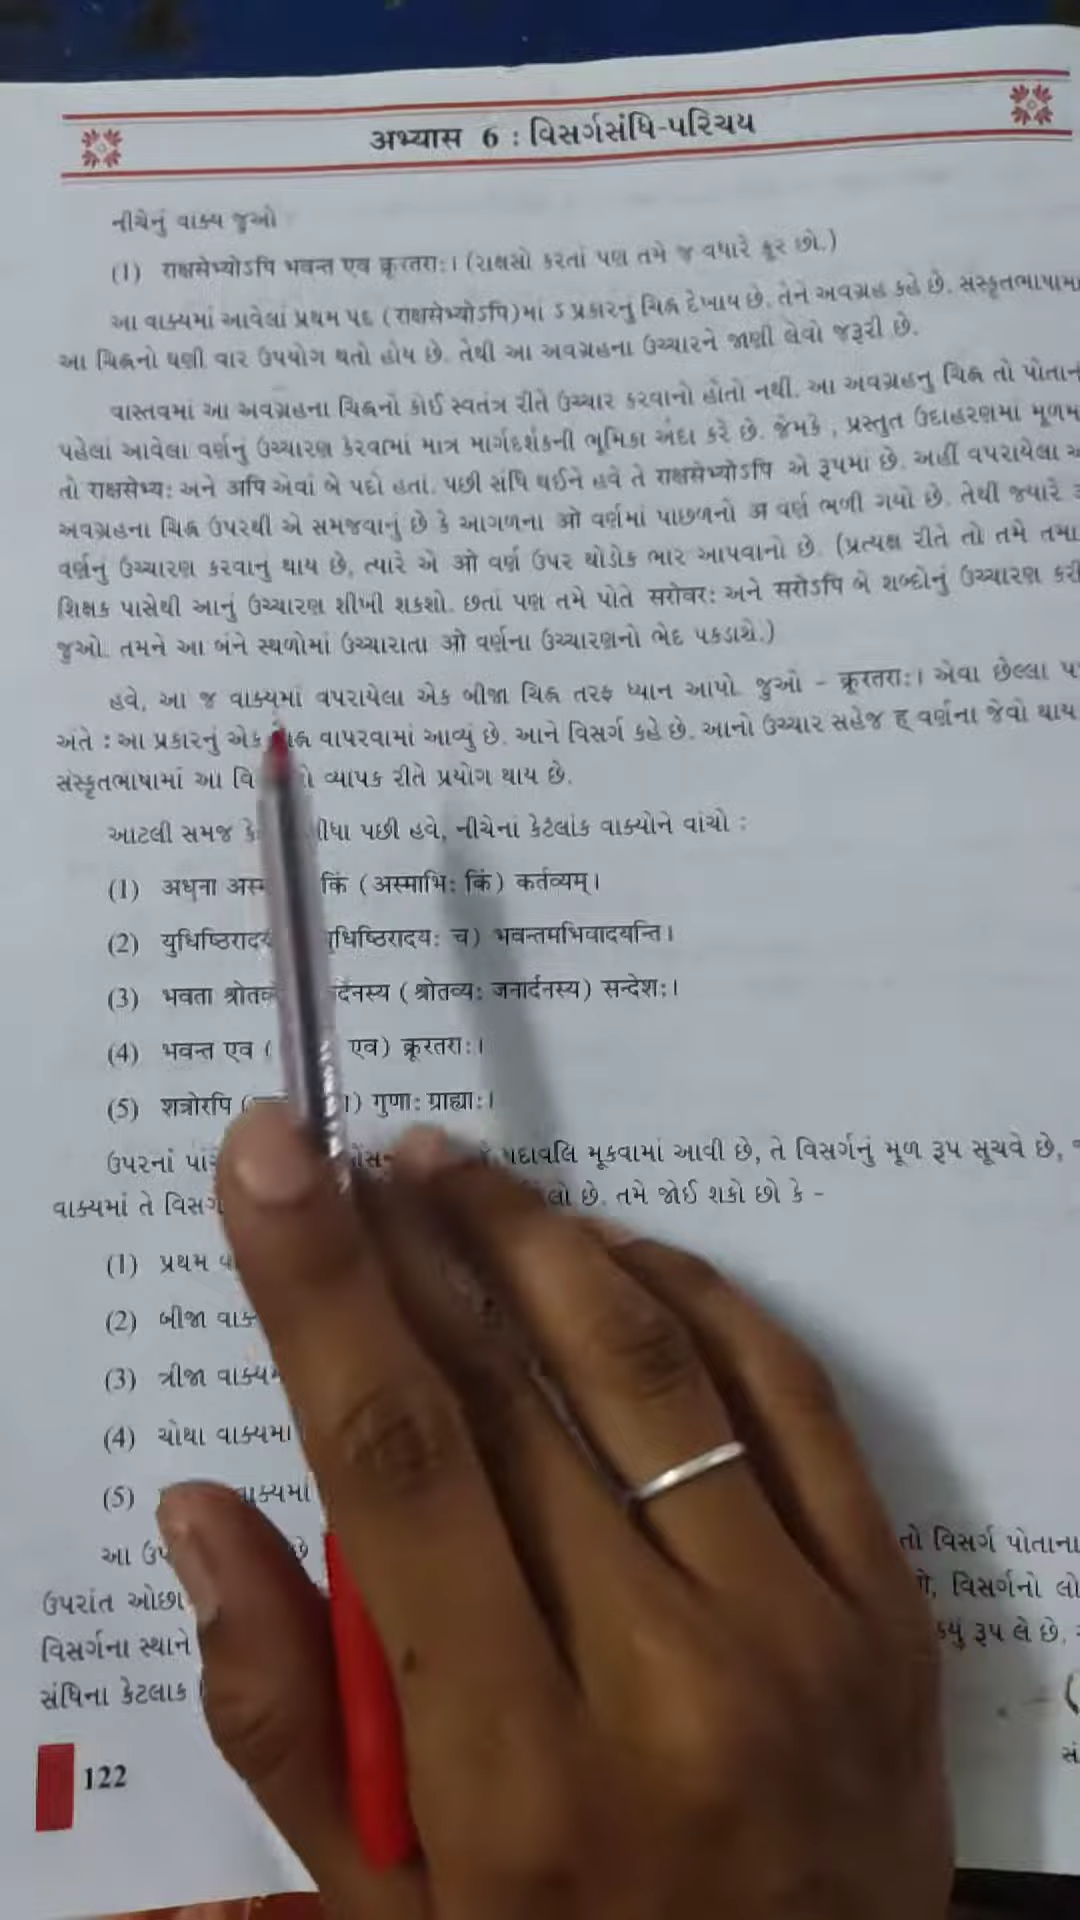 અભ્યાસ 6 : વિસર્ગસંધિ-પરિચય
નીચેનું વાક્ય જુઓ
(1) राक्षसेभ्योऽपि भवन्त एव क्रूरतराः। (રાક્ષસો કરતાં પણ તમે જ વધારે ક્રૂર છો.)
આ વાક્યમાં આવેલાં પ્રથમ પદ (राक्षसेभ्योऽपि)માં ऽ પ્રકારનું ચિહ્ન દેખાય છે. તેને અવગ્રહ કહે છે. સંસ્કૃતભાષામાં
આ ચિહ્નનો ઘણી વાર ઉપયોગ થતો હોય છે. તેથી આ અવગ્રહના ઉચ્ચારને જાણી લેવો જરૂરી છે.
વાસ્તવમાં આ અવગ્રહના ચિહ્નનો કોઈ સ્વતંત્ર રીતે ઉચ્ચાર કરવાનો હોતો નથી. આ અવગ્રહનુ ચિહ્ન તો પોતાની
પહેલાં આવેલા વર્ણનું ઉચ્ચારણ કરવામાં માત્ર માર્ગદર્શકની ભૂમિકા અદા કરે છે. જેમકે , પ્રસ્તુત ઉદાહરણમાં
તો राक्षसेभ्यः અને अपि એવાં બે પદો હતાં. પછી સંધિ થઈને હવે તે राक्षसेभ्योऽपि એ રૂપમાં છે. અહીં વપરાયેલા
અવગ્રહના ચિહ્ન ઉપરથી એ સમજવાનું છે કે આગળના ओ વર્ણમાં પાછળનો अ વર્ણ ભળી ગયો છે. તેથી જ્યારે
વર્ણનું ઉચ્ચારણ કરવાનું થાય છે, ત્યારે એ ओ વર્ણ ઉપર થોડોક ભાર આપવાનો છે. (પ્રત્યક્ષ રીતે તો તમે
શિક્ષક પાસેથી આનું ઉચ્ચારણ શીખી શકશો. છતાં પણ તમે પોતે सरोवरः અને सरोऽपि બે શબ્દોનું ઉચ્ચારણ કરી
જુઓ. તમને આ બંને સ્થળોમાં ઉચ્ચારાતા ओ વર્ણના ઉચ્ચારણનો ભેદ પકડાશે.)
હવે, આ જ વાક્યમાં વપરાયેલા એક બીજા ચિહ્ન તરફ ધ્યાન આપો. જુઓ - क्रूरतराः। એવા છેલ્લા
અંતે : આ પ્રકારનું એક વાપરવામાં આવ્યું છે. આને વિસર્ગ કહે છે. આનો ઉચ્ચાર સહેજ ह् વર્ણના જેવો થાય
સંસ્કૃતભાષામાં આ વ્યાપક રીતે પ્રયોગ થાય છે.
આટલી સમજ પછી હવે, નીચેનાં કેટલાંક વાક્યોને વાંચો :
(1) अधुना किं (अस्माभिः किं) कर्तव्यम्।
(2) च) भवन्तमभिवादयन्ति।
(3) भवता (श्रोतव्यः जनार्दनस्य) सन्देशः।
(4) भवन्त एव ( एव) क्रूरतराः।
(5) शत्रोरपि ( ) गुणाः ग्राह्याः।
ઉપરનાં પદાવલિ મૂકવામાં આવી છે, તે વિસર્ગનું મૂળ રૂપ સૂચવે છે,
વાક્યમાં તે છે. તમે જોઈ શકો છો કે -
(1) પ્રથમ
(2) બીજા
(3) ત્રીજા
(4) ચોથા વાક્યમાં
(5)
આ તો વિસર્ગ પોતાના
ઉપરાંત વિસર્ગનો
વિસર્ગના સ્થાને રૂપ લે છે.
સંધિના કેટલાક
122